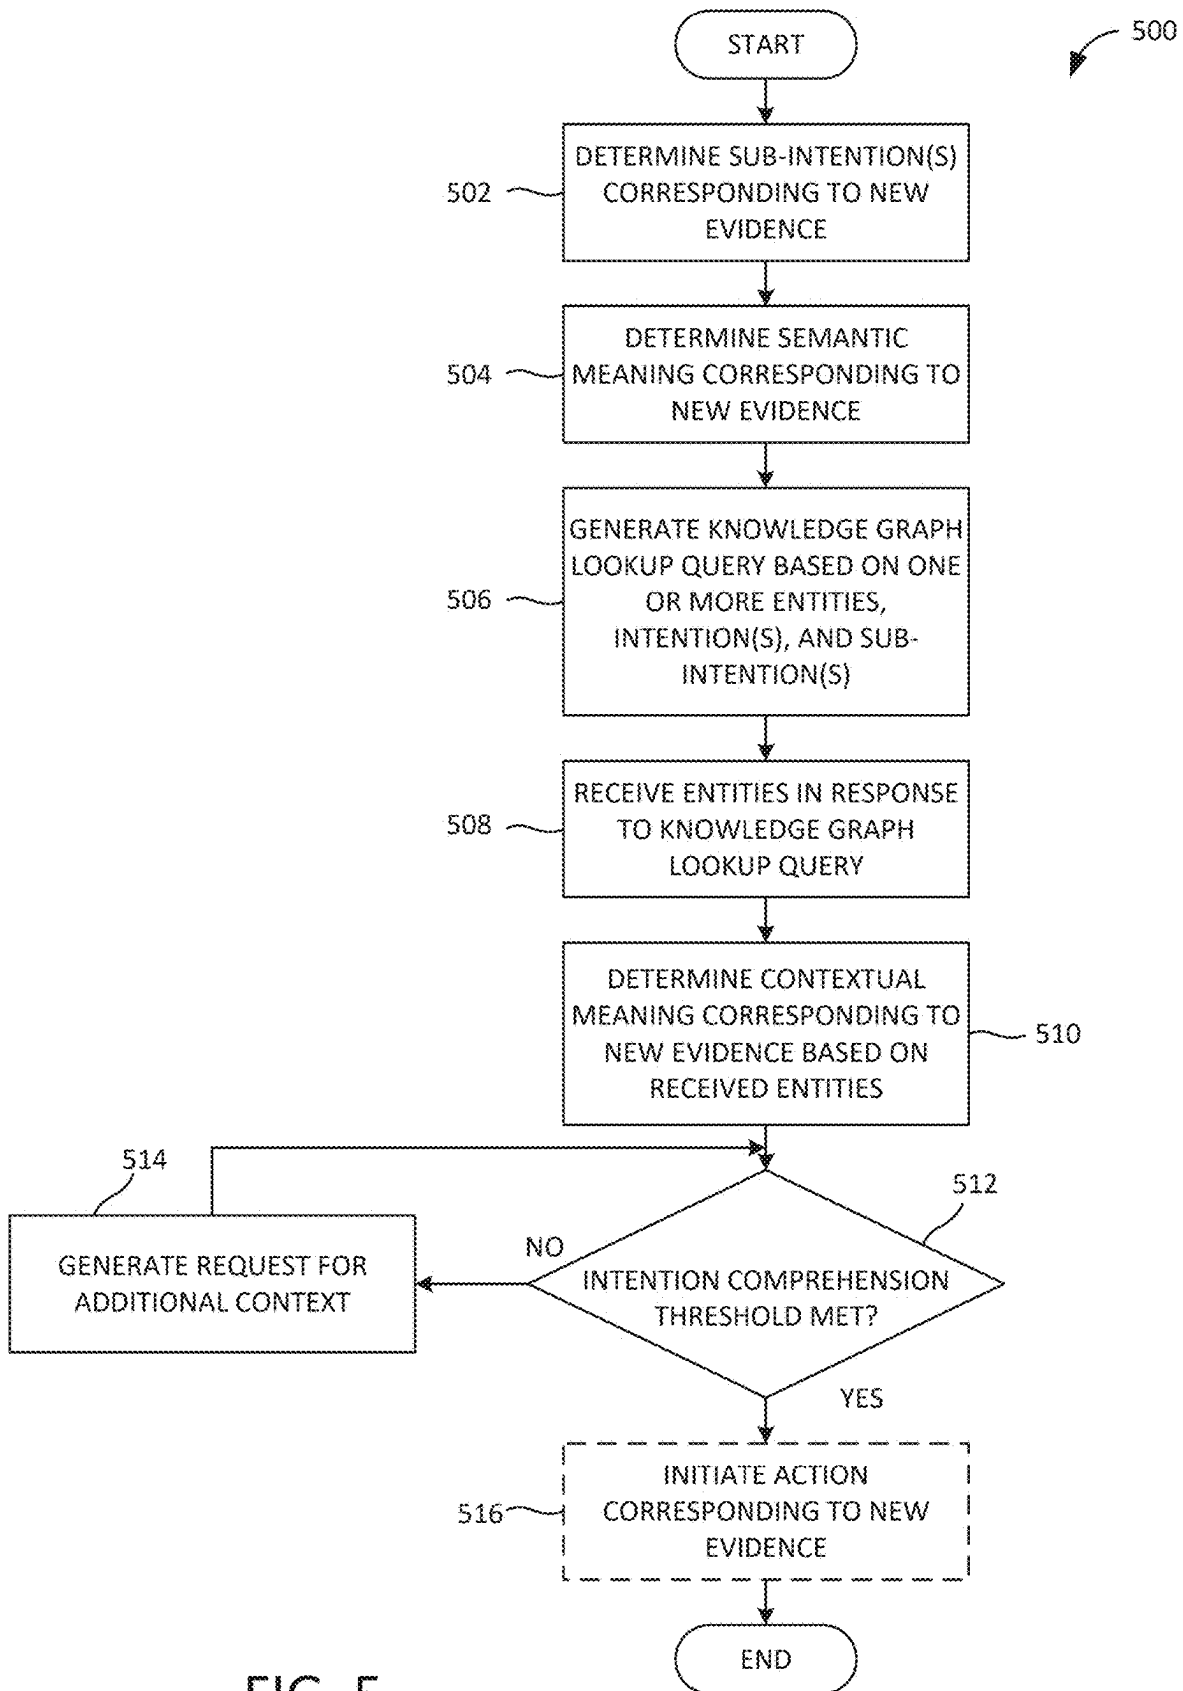 START
500
DETERMINE SUB-INTENTION(S)
CORRESPONDING TO NEW
EVIDENCE
502
DETERMINE SEMANTIC
MEANING CORRESPONDING TO
NEW EVIDENCE
504
GENERATE KNOWLEDGE GRAPH
LOOKUP QUERY BASED ON ONE
OR MORE ENTITIES,
INTENTION(S), AND SUB-
INTENTION(S)
506
RECEIVE ENTITIES IN RESPONSE
TO KNOWLEDGE GRAPH
LOOKUP QUERY
508
DETERMINE CONTEXTUAL
MEANING CORRESPONDING TO
NEW EVIDENCE BASED ON
RECEIVED ENTITIES
510
514
GENERATE REQUEST FOR
ADDITIONAL CONTEXT
NO
512
INTENTION COMPREHENSION
THRESHOLD MET?
YES
INITIATE ACTION
CORRESPONDING TO NEW
EVIDENCE
516
END
FIG. 5